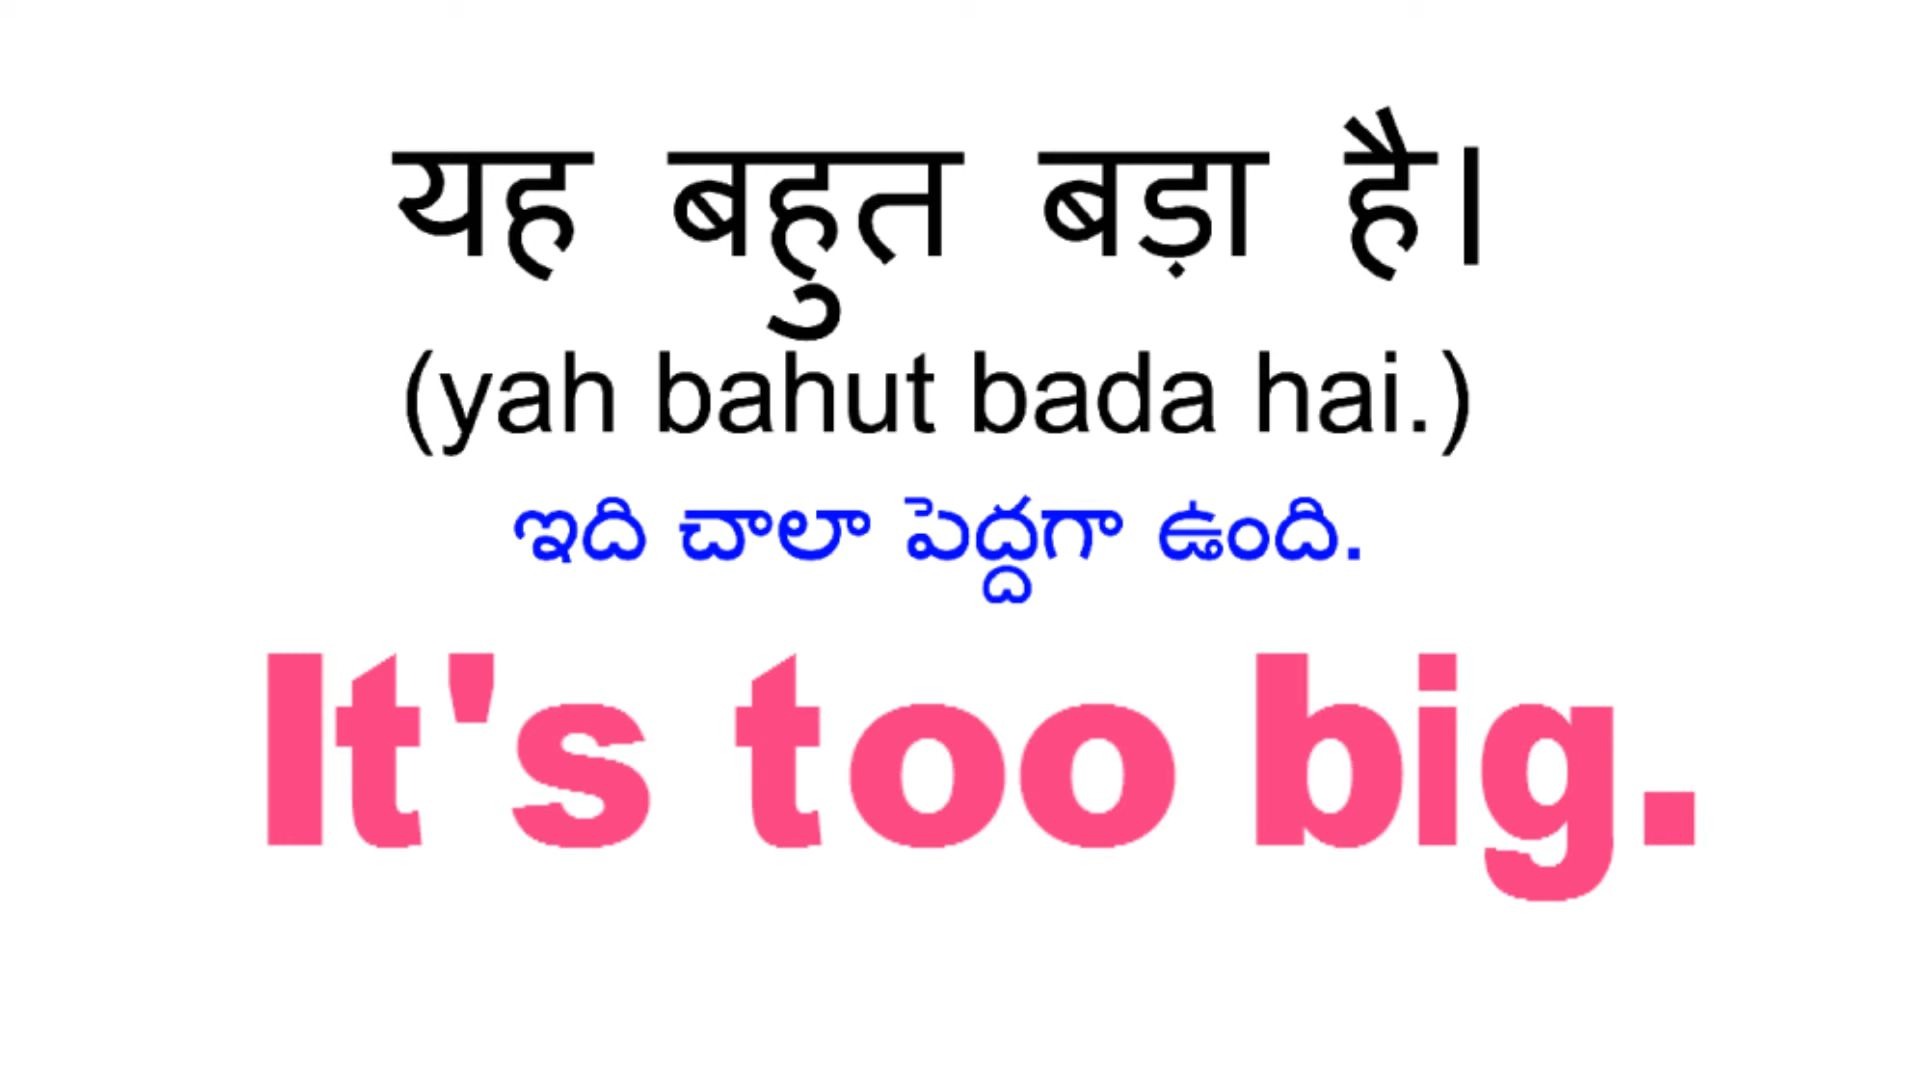 यह बहुत बड़ा है।
(yah bahut bada hai.)
ఇది చాలా పెద్దగా ఉంది.
It's too big.